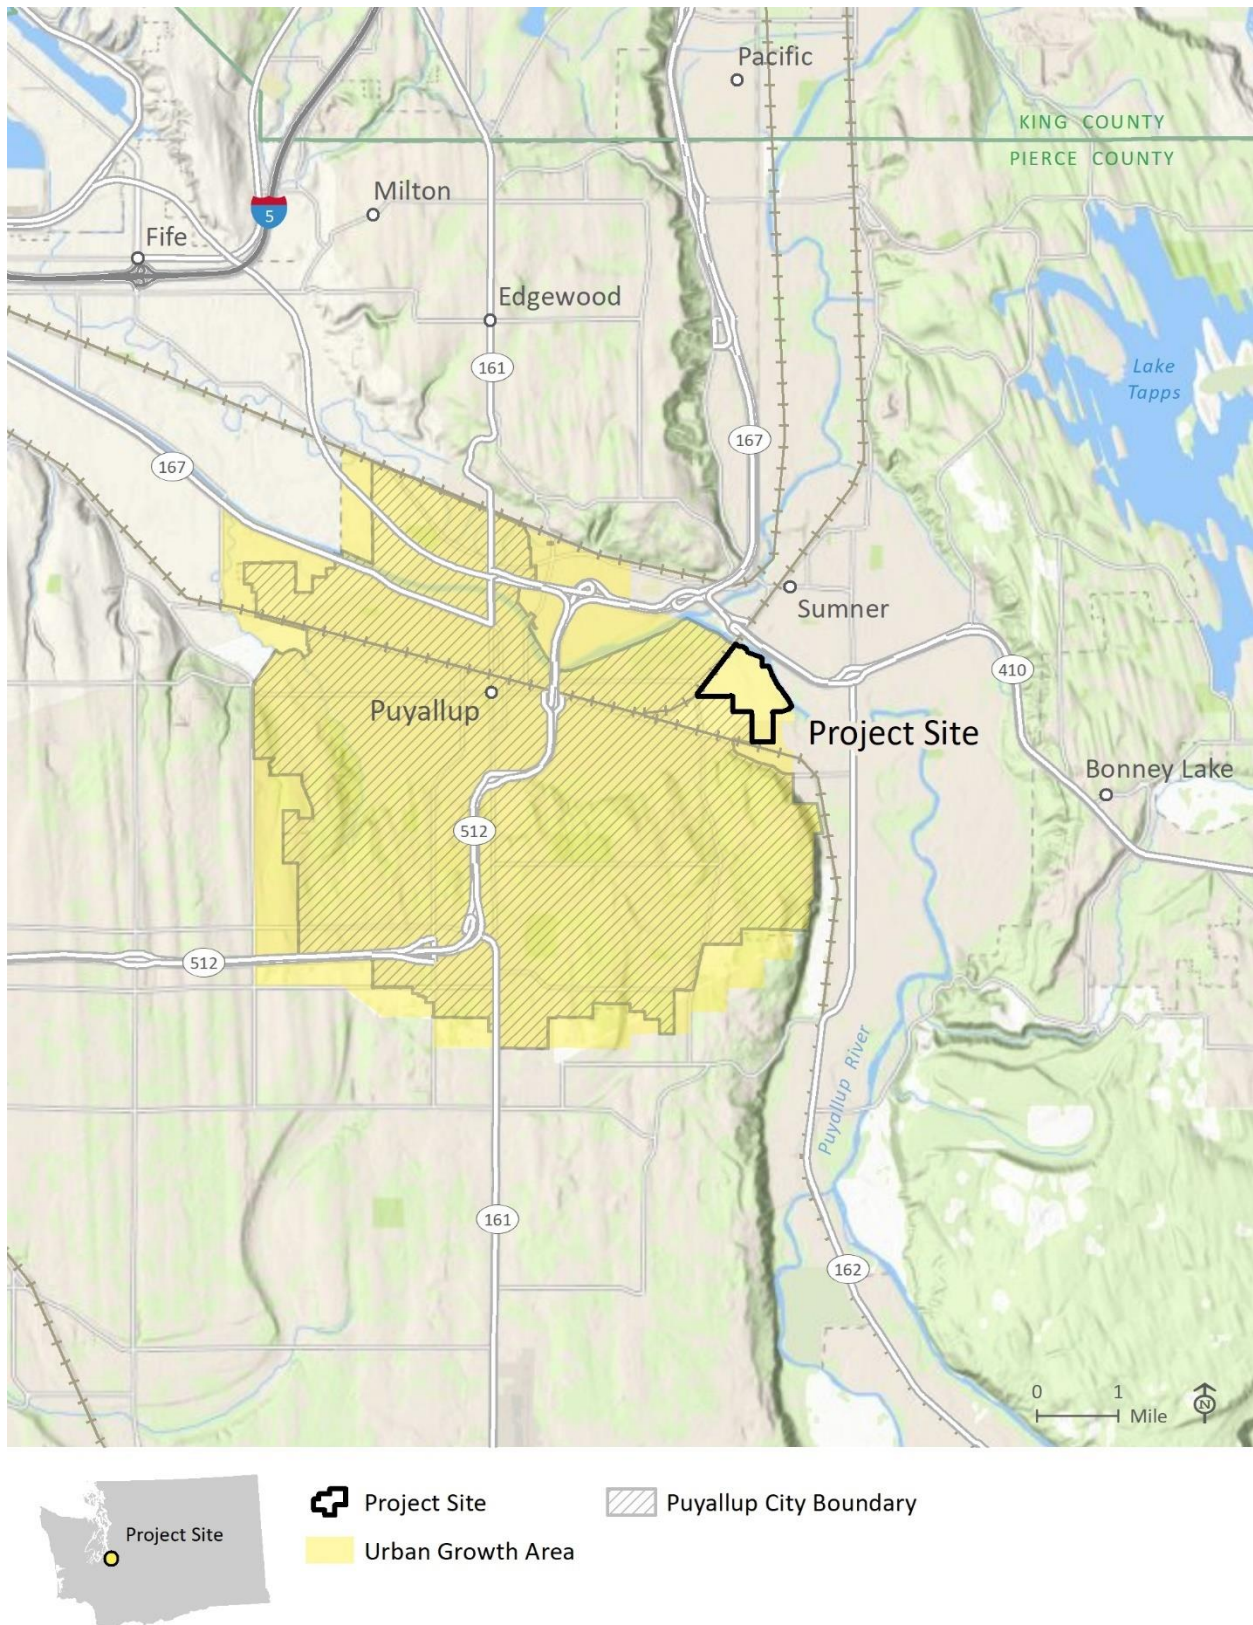 Pacific
KING COUNTY
PIERCE COUNTY
Milton
5
Fife
Edgewood
161
Lake
Tapps
167
167
Sumner
410
Puyallup
Project Site
Bonney Lake
512
512
Puyallup River
161
162
0 1
Mile
N
Project Site
Project Site
Puyallup City Boundary
Urban Growth Area